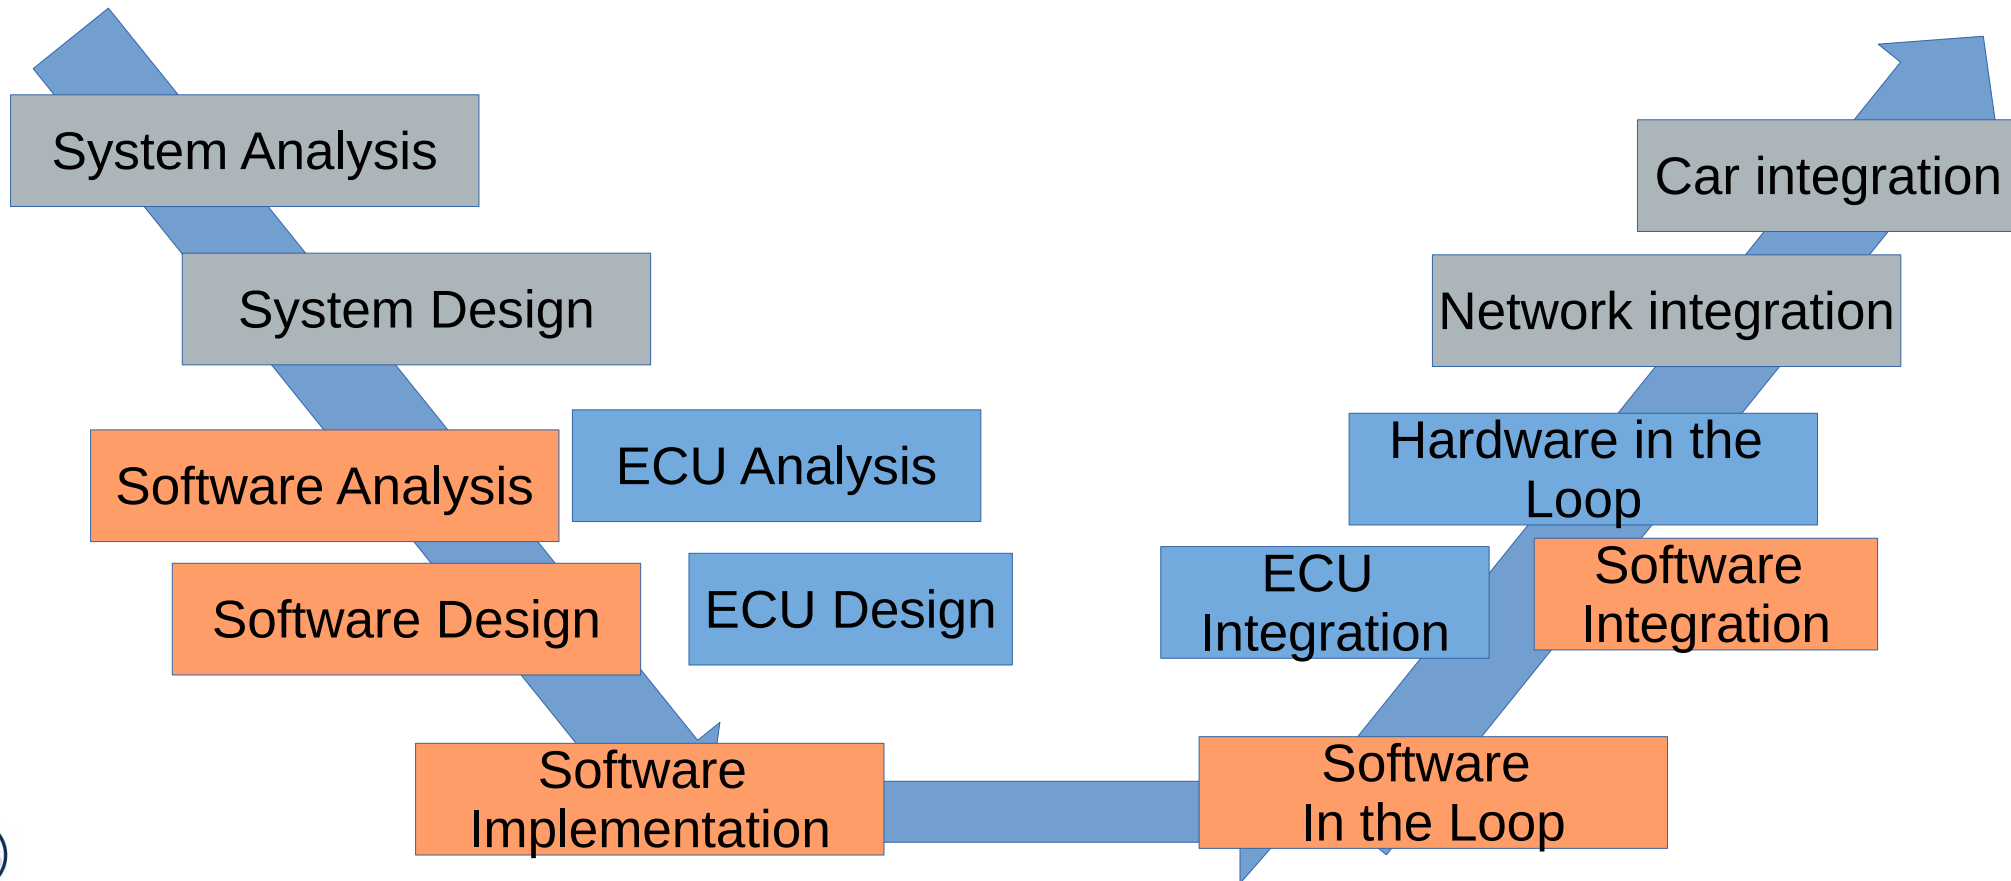 System Analysis
Car integration
System Design
Network integration
Software Analysis
ECU Analysis
Hardware in the
Loop
Software Design
ECU Design
ECU
Integration
Software
Integration
Software
Implementation
Software
In the Loop